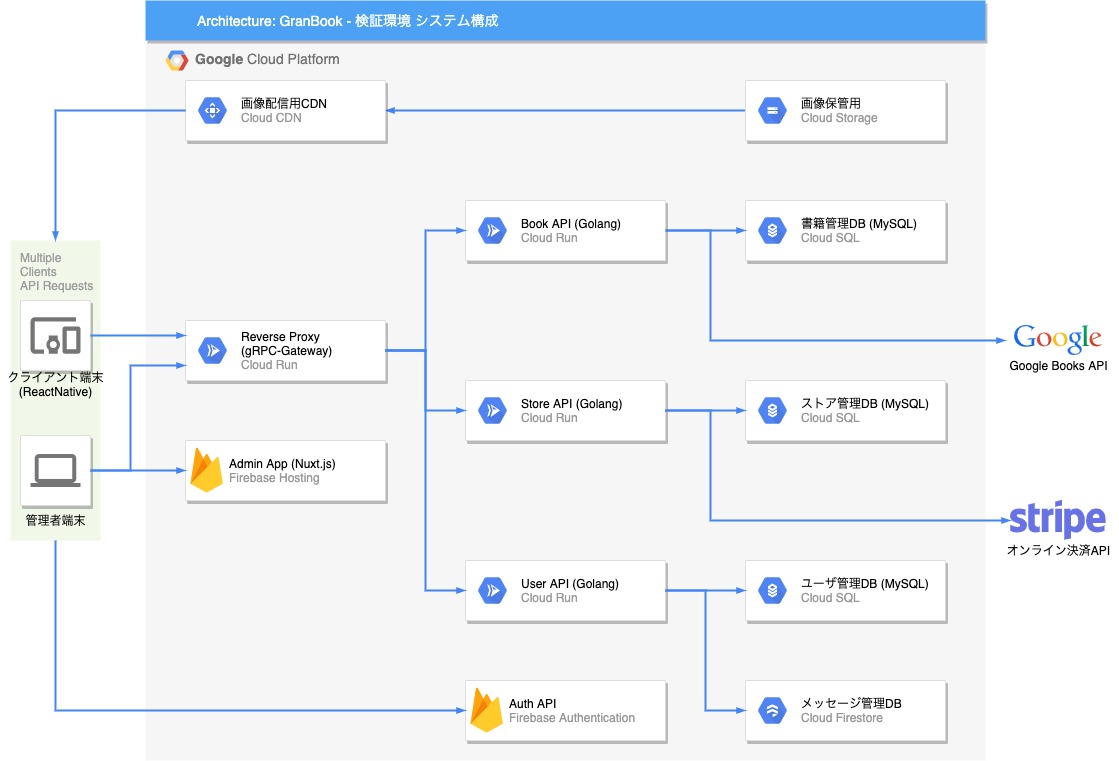 Architecture: GranBook - 検証環境 システム構成
Google Cloud Platform
画像配信用CDN
Cloud CDN
画像保管用
Cloud Storage
Book API (Golang)
Cloud Run
書籍管理DB (MySQL)
Cloud SQL
Multiple
Clients
API Requests
クライアント端末
(ReactNative)
Reverse Proxy
(gRPC-Gateway)
Cloud Run
Google
Google Books API
Store API (Golang)
Cloud Run
ストア管理DB (MySQL)
Cloud SQL
Admin App (Nuxt.js)
Firebase Hosting
管理者端末
stripe
オンライン決済API
User API (Golang)
Cloud Run
ユーザ管理DB (MySQL)
Cloud SQL
Auth API
Firebase Authentication
メッセージ管理DB
Cloud Firestore